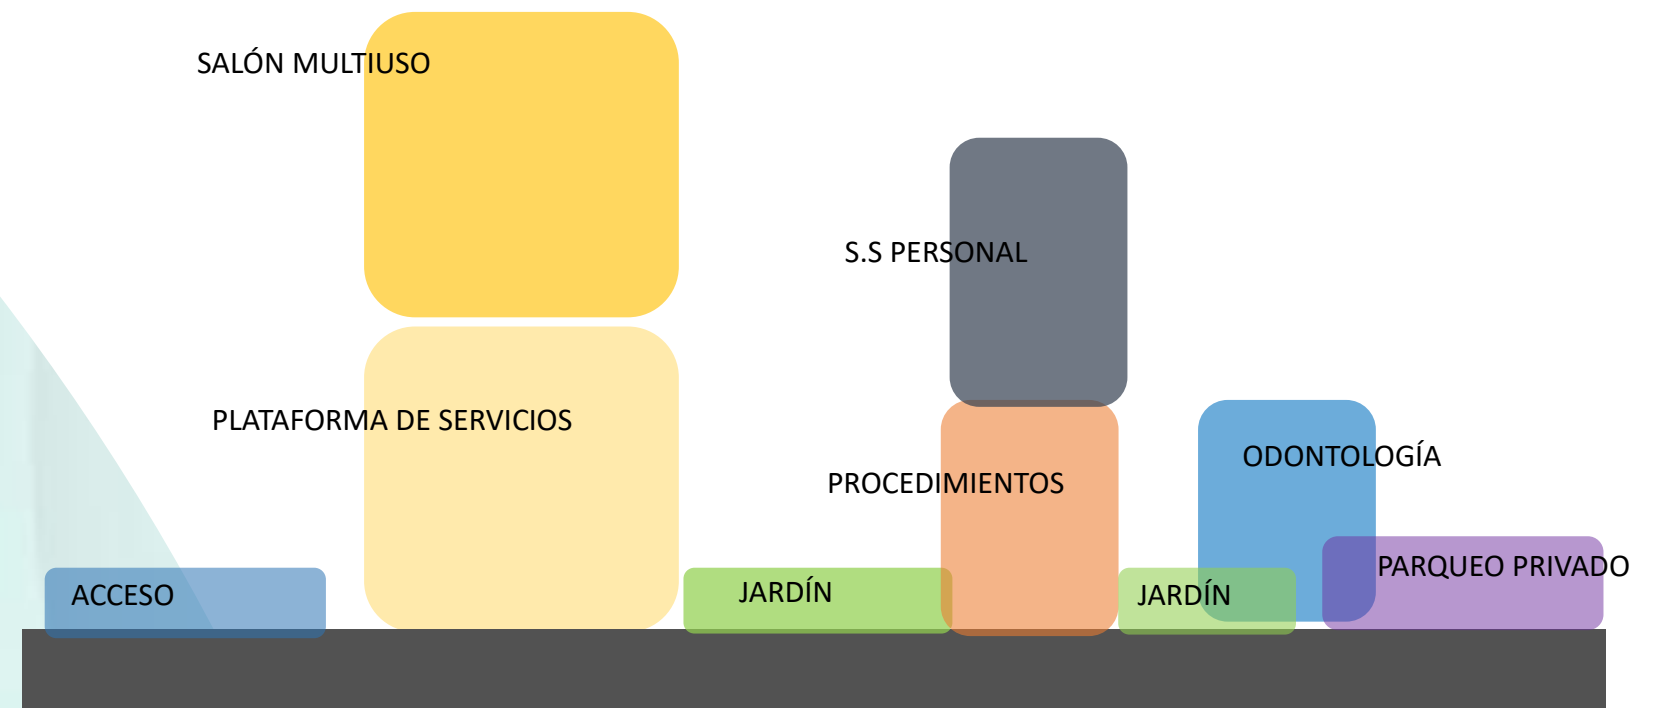 SALÓN MULTIUSO
S.S PERSONAL
PLATAFORMA DE SERVICIOS
ODONTOLOGÍA
PROCEDIMIENTOS
PARQUEO PRIVADO
ACCESO
JARDÍN
JARDÍN